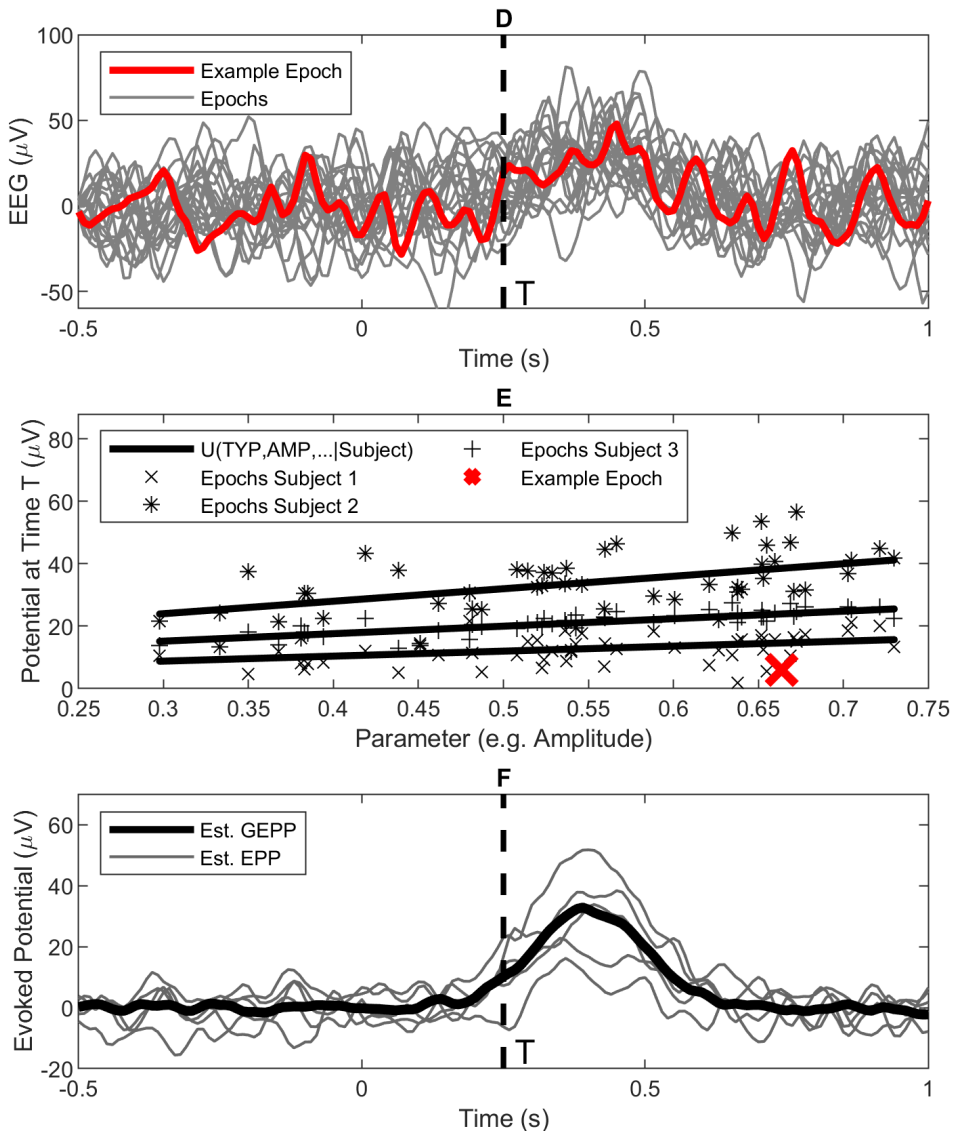 D
100
50
0
-50
EEG (μV)
Example Epoch
Epochs
T
-0.5 0 0.5 1
Time (s)
E
80
60
40
20
0
Potential at Time T (μV)
U(TYP,AMP,...|Subject)
Epochs Subject 1
Epochs Subject 2
Epochs Subject 3
Example Epoch
0.25 0.3 0.35 0.4 0.45 0.5 0.55 0.6 0.65 0.7 0.75
Parameter (e.g. Amplitude)
F
60
40
20
0
-20
Evoked Potential (μV)
Est. GEPP
Est. EPP
T
-0.5 0 0.5 1
Time (s)